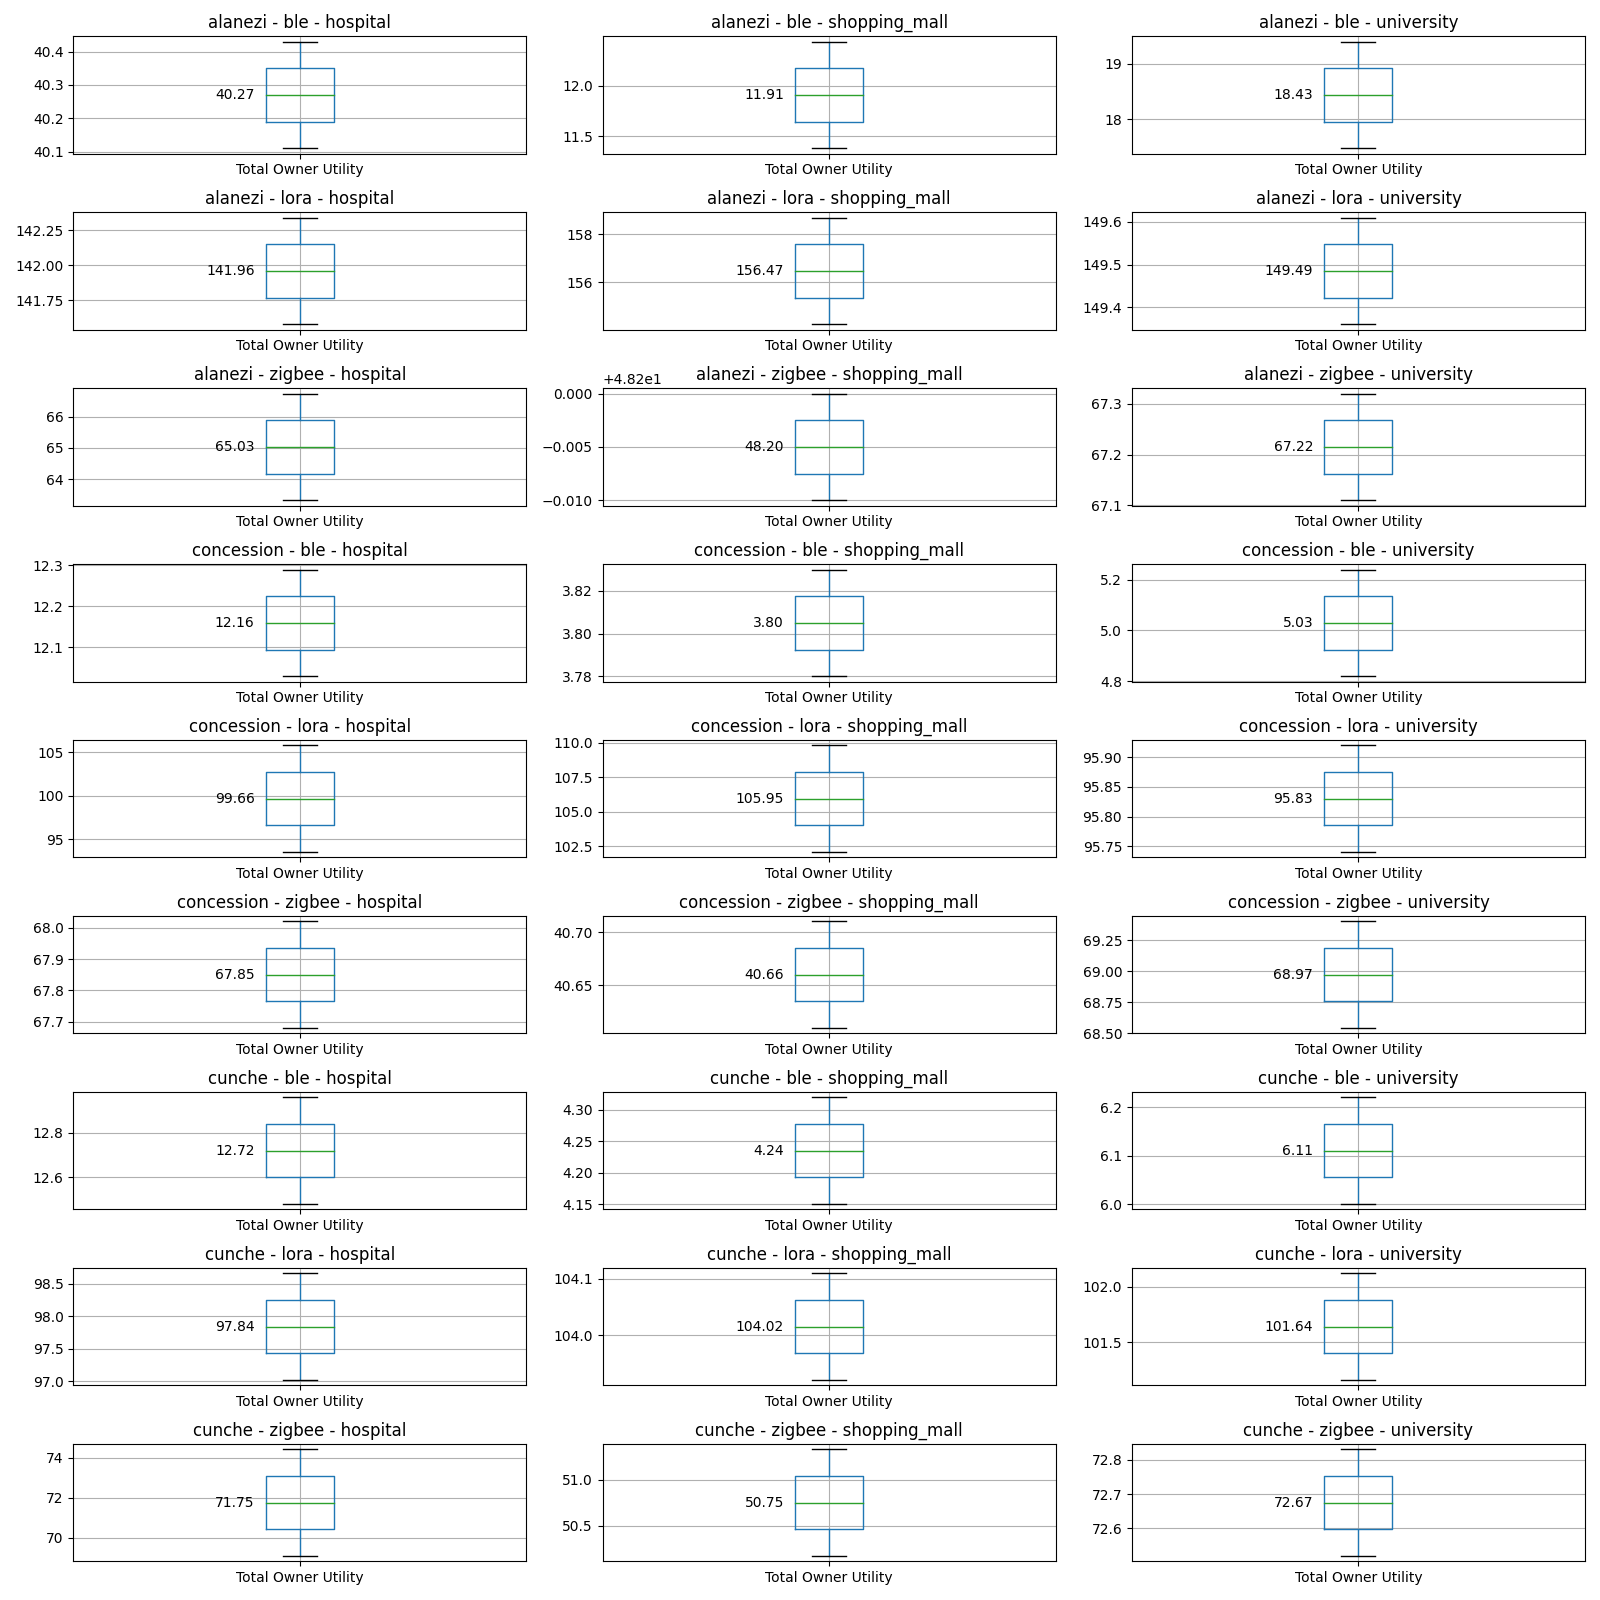 alanezi - ble - hospital
40.4
40.3
40.2
40.1
40.27
Total Owner Utility
alanezi - ble - shopping_mall
12.0
11.5
11.91
Total Owner Utility
alanezi - ble - university
19
18
18.43
Total Owner Utility
alanezi - lora - hospital
142.25
142.00
141.75
141.96
Total Owner Utility
alanezi - lora - shopping_mall
158
156
156.47
Total Owner Utility
alanezi - lora - university
149.6
149.5
149.4
149.49
Total Owner Utility
alanezi - zigbee - hospital
66
65
64
65.03
Total Owner Utility
alanezi - zigbee - shopping_mall
+4.82e1
0.000
−0.005
−0.010
48.20
Total Owner Utility
alanezi - zigbee - university
67.3
67.2
67.1
67.22
Total Owner Utility
concession - ble - hospital
12.3
12.2
12.1
12.16
Total Owner Utility
concession - ble - shopping_mall
3.82
3.80
3.78
3.80
Total Owner Utility
concession - ble - university
5.2
5.0
4.8
5.03
Total Owner Utility
concession - lora - hospital
105
100
95
99.66
Total Owner Utility
concession - lora - shopping_mall
110.0
107.5
105.0
102.5
105.95
Total Owner Utility
concession - lora - university
95.90
95.85
95.80
95.75
95.83
Total Owner Utility
concession - zigbee - hospital
68.0
67.9
67.8
67.7
67.85
Total Owner Utility
concession - zigbee - shopping_mall
40.70
40.65
40.66
Total Owner Utility
concession - zigbee - university
69.25
69.00
68.75
68.50
68.97
Total Owner Utility
cunche - ble - hospital
12.8
12.6
12.72
Total Owner Utility
cunche - ble - shopping_mall
4.30
4.25
4.20
4.15
4.24
Total Owner Utility
cunche - ble - university
6.2
6.1
6.0
6.11
Total Owner Utility
cunche - lora - hospital
98.5
98.0
97.5
97.0
97.84
Total Owner Utility
cunche - lora - shopping_mall
104.1
104.0
104.02
Total Owner Utility
cunche - lora - university
102.0
101.5
101.64
Total Owner Utility
cunche - zigbee - hospital
74
72
70
71.75
Total Owner Utility
cunche - zigbee - shopping_mall
51.0
50.5
50.75
Total Owner Utility
cunche - zigbee - university
72.8
72.7
72.6
72.67
Total Owner Utility